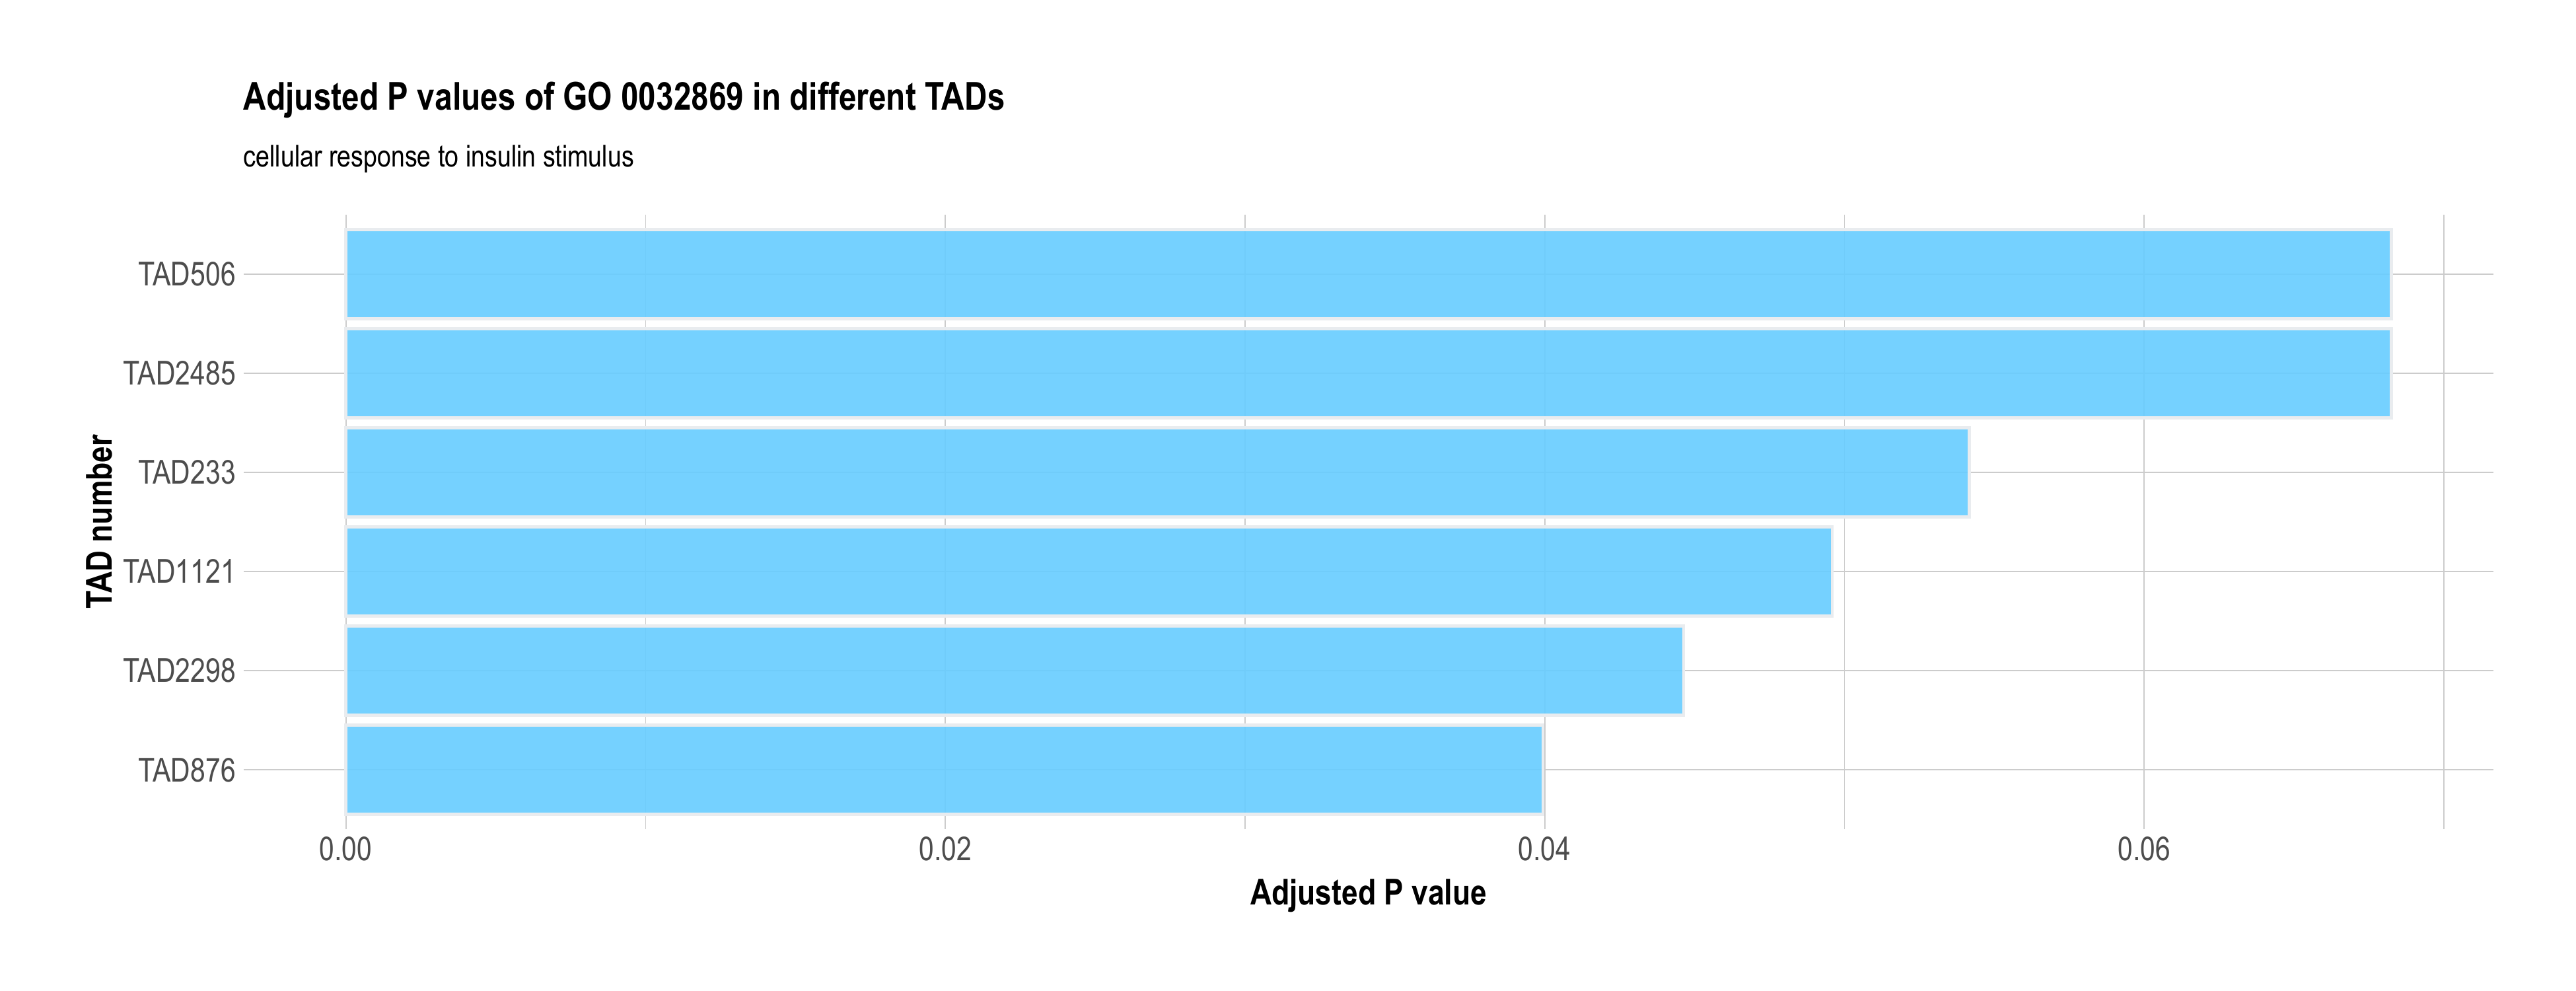 Adjusted P values of GO 0032869 in different TADs
cellular response to insulin stimulus
TAD number
TAD506
TAD2485
TAD233
TAD1121
TAD2298
TAD876
0.00 0.02 0.04 0.06
Adjusted P value